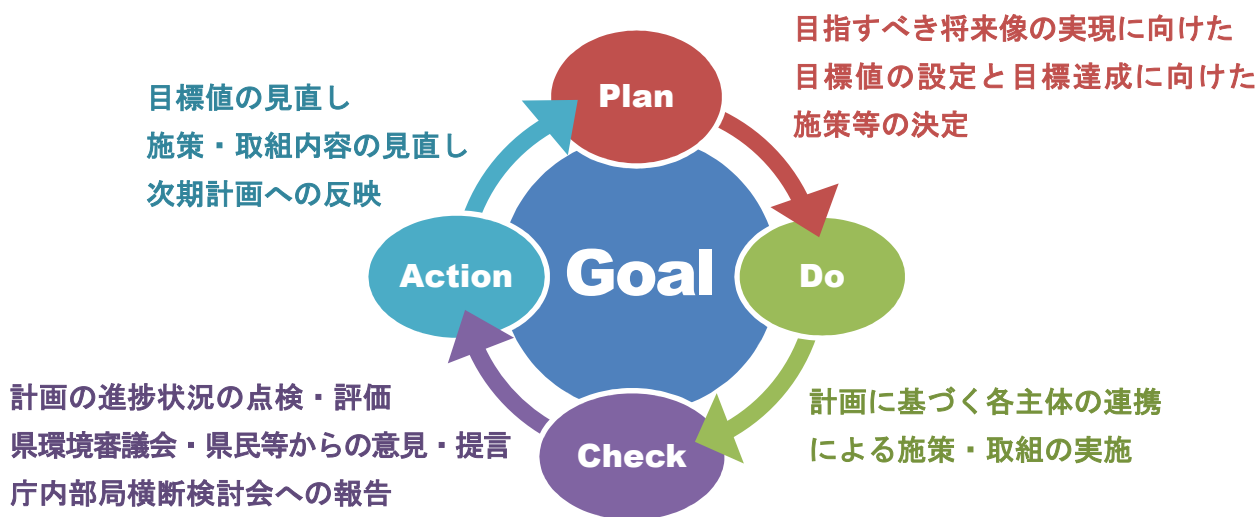 Plan
目指すべき将来像の実現に向けた
目標値の設定と目標達成に向けた
施策等の決定
目標値の見直し
施策・取組内容の見直し
次期計画への反映
Action
Goal
Do
計画の進捗状況の点検・評価
県環境審議会・県民等からの意見・提言
庁内部局横断検討会への報告
Check
計画に基づく各主体の連携
による施策・取組の実施